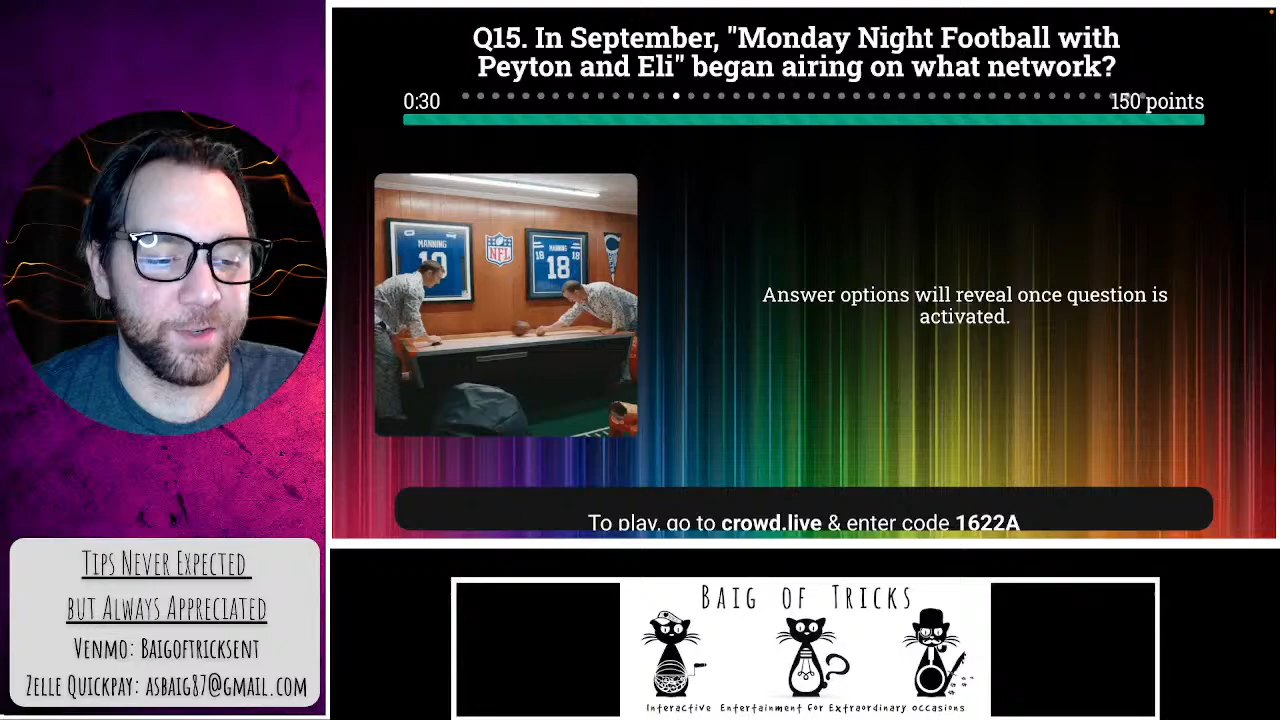 Q15. In September, "Monday Night Football with
Peyton and Eli" began airing on what network?
0:30
150 points
MANNING
18
NFL
MANNING
18
18
18
Answer options will reveal once question is
activated.
To play, go to crowd.live & enter code 1622A
Tips Never Expected
but Always Appreciated
Venmo: Baigoftricksent
Zelle Quickpay: asbaig87@gmail.com
Baig of Tricks
Interactive Entertainment for Extraordinary Occasions